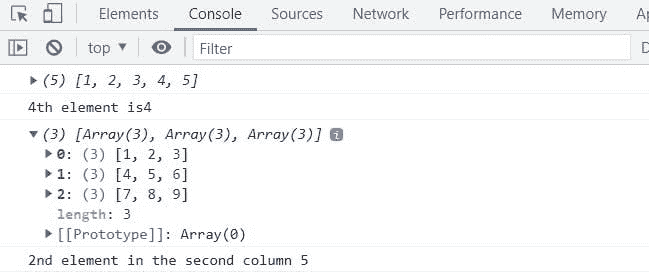 Elements Console Sources Network Performance Memory Ap
top ▼ Filter D
▶ (5) [1, 2, 3, 4, 5]
4th element is4
▼ (3) [Array(3), Array(3), Array(3)] i
▶ 0: (3) [1, 2, 3]
▶ 1: (3) [4, 5, 6]
▶ 2: (3) [7, 8, 9]
length: 3
▶ [[Prototype]]: Array(0)
2nd element in the second column 5